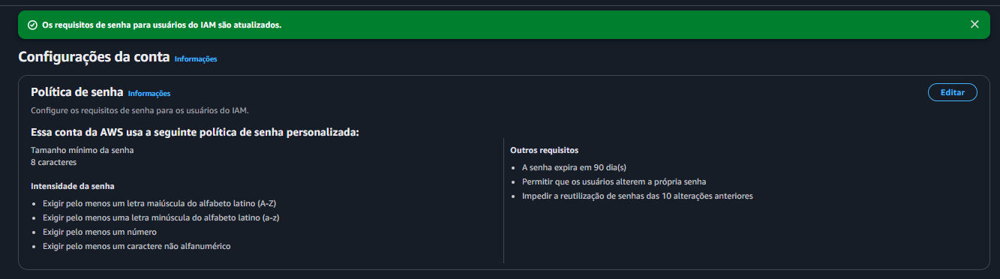 Os requisitos de senha para usuários do IAM são atualizados.
Configurações da conta Informações
Política de senha Informações
Editar
Configure os requisitos de senha para os usuários do IAM.
Essa conta da AWS usa a seguinte política de senha personalizada:
Tamanho mínimo da senha
8 caracteres
Intensidade da senha
Exigir pelo menos um letra maiúscula do alfabeto latino (A-Z)
Exigir pelo menos uma letra minúscula do alfabeto latino (a-z)
Exigir pelo menos um número
Exigir pelo menos um caractere não alfanumérico
Outros requisitos
A senha expira em 90 dia(s)
Permitir que os usuários alterem a própria senha
Impedir a reutilização de senhas das 10 alterações anteriores